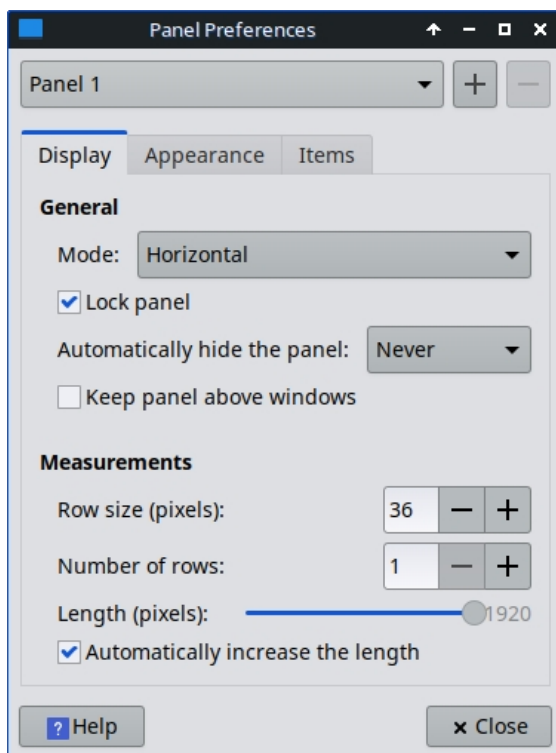 Panel Preferences
Panel 1
Display Appearance Items
General
Mode: Horizontal
Lock panel
Automatically hide the panel: Never
Keep panel above windows
Measurements
Row size (pixels): 36
Number of rows: 1
Length (pixels): 1920
Automatically increase the length
? Help Close